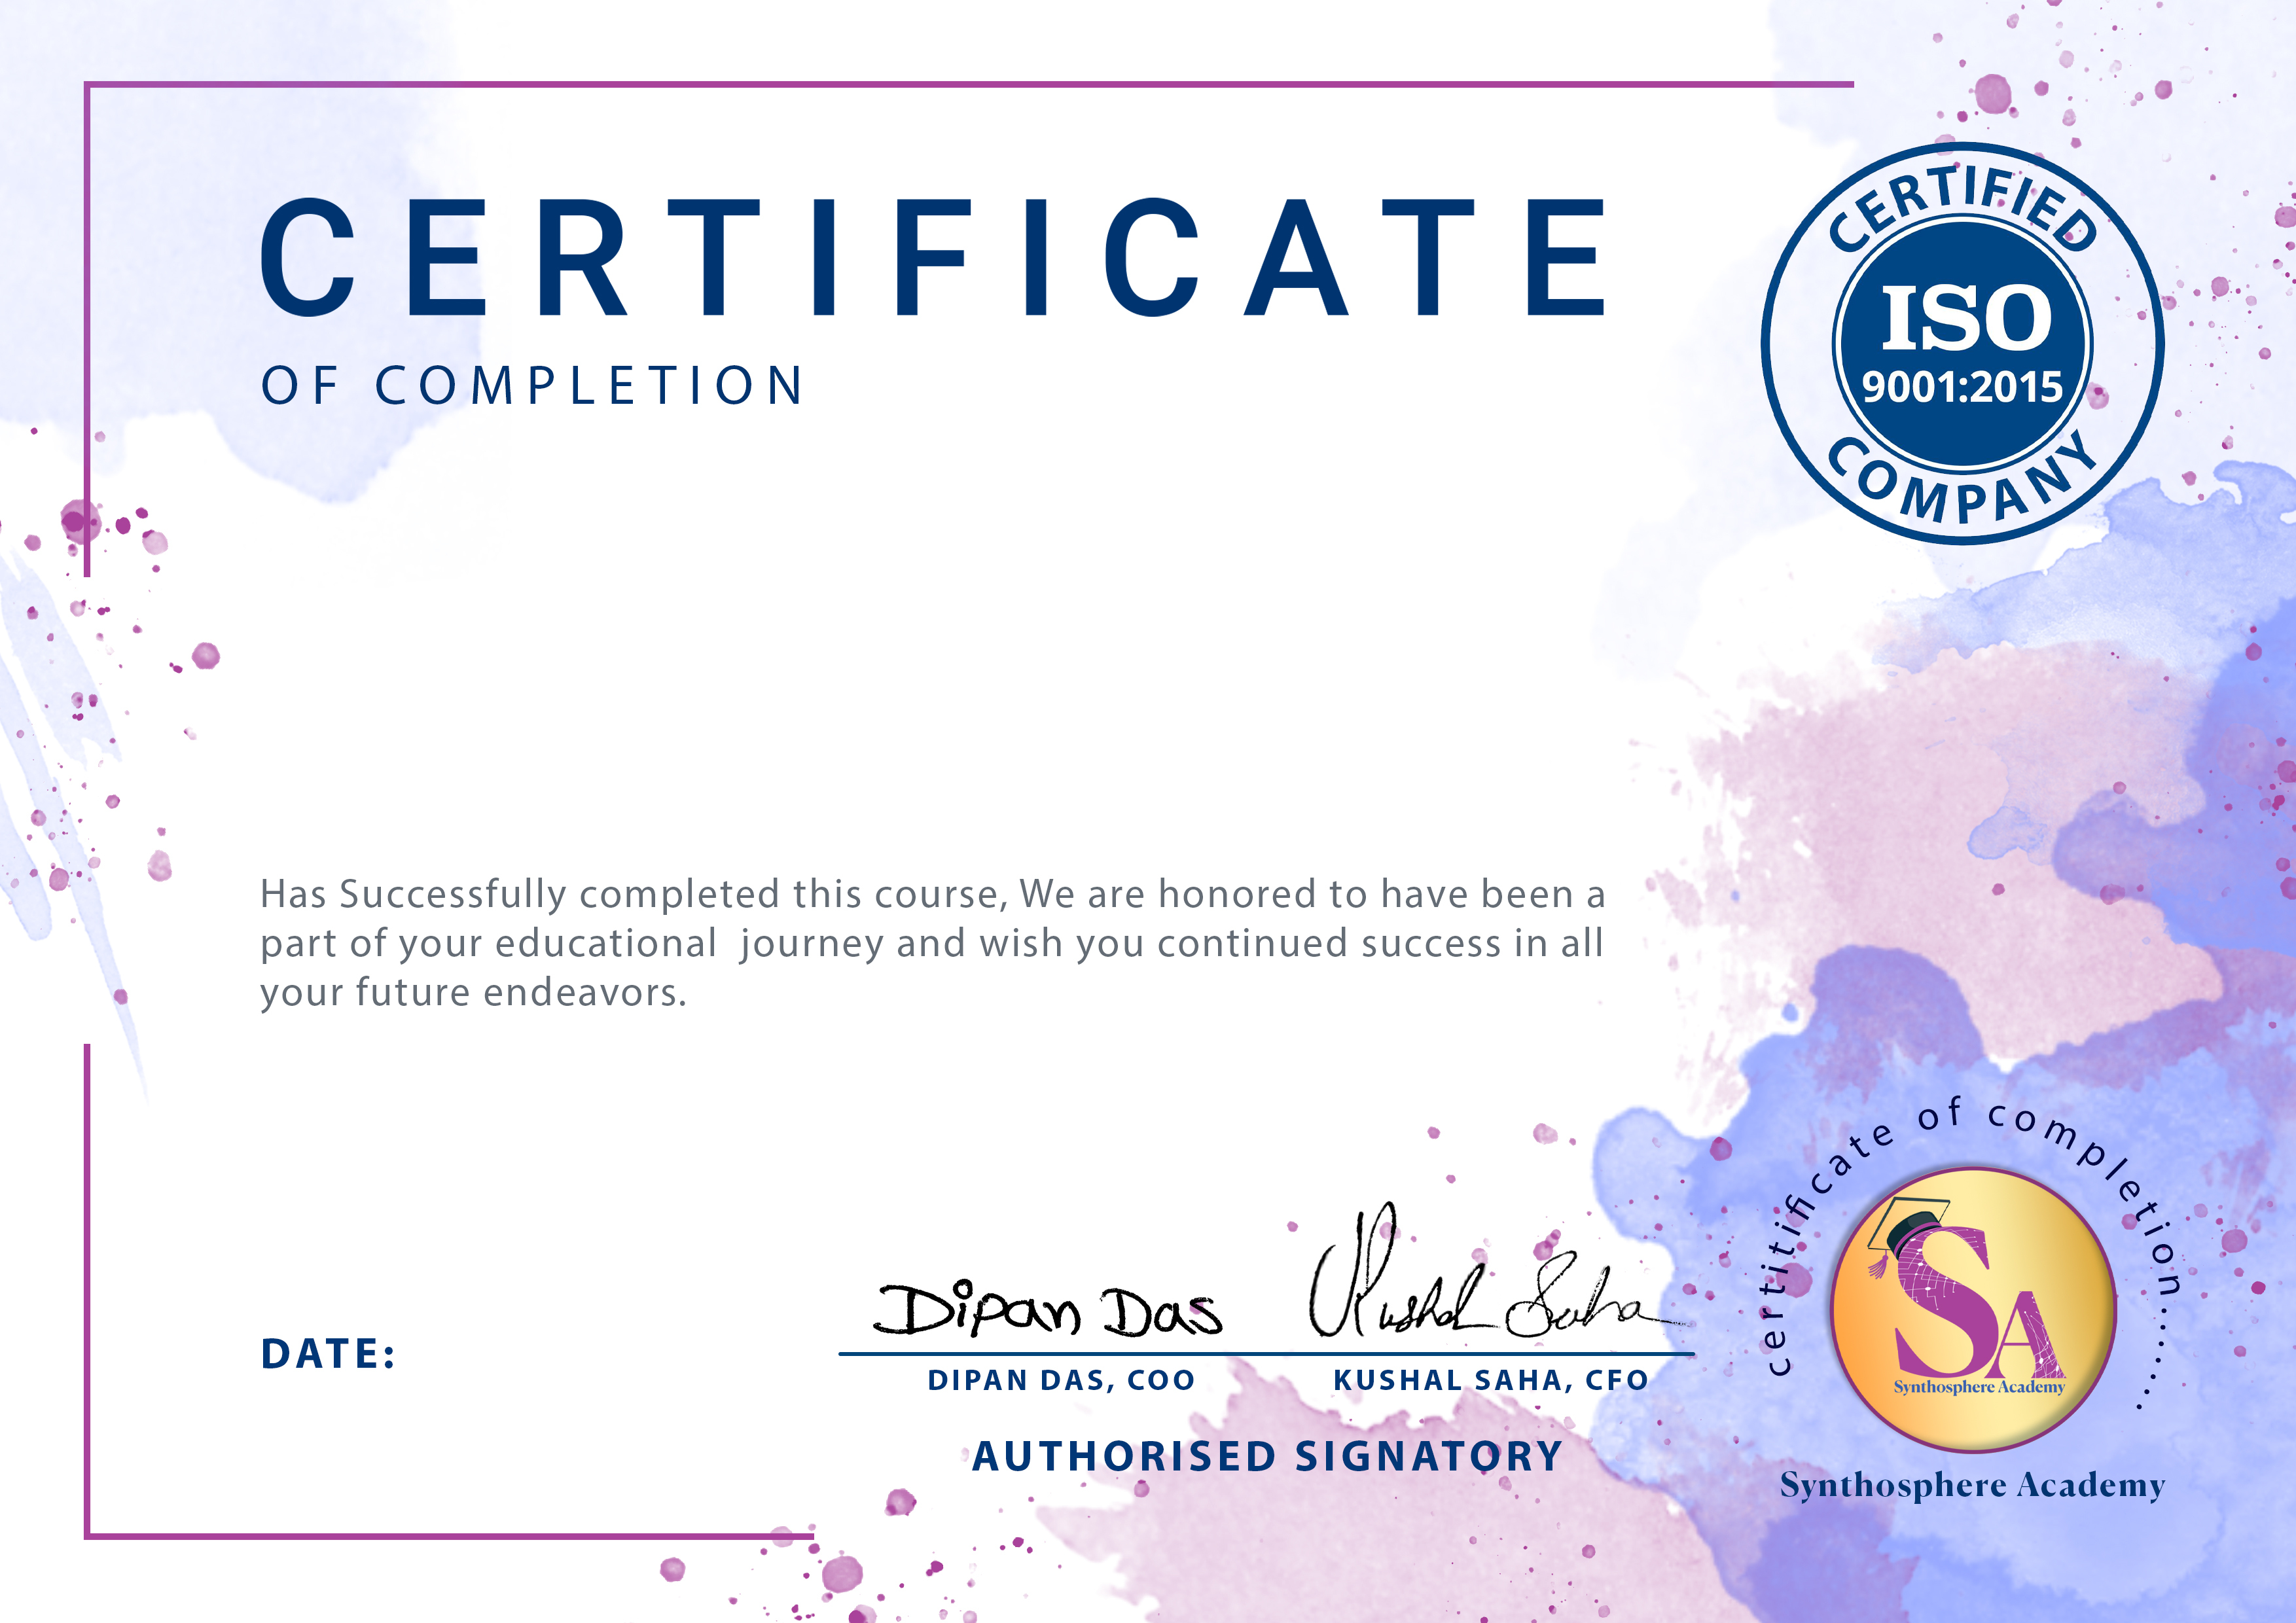 CERTIFICATE
OF COMPLETION
CERTIFIED
ISO
9001:2015
COMPANY
Has Successfully completed this course, We are honored to have been a
part of your educational journey and wish you continued success in all
your future endeavors.
DATE:
Dipan Das
Kushal Saha
DIPAN DAS, COO
KUSHAL SAHA, CFO
AUTHORISED SIGNATORY
certitificate of completion.......
SA
Synthosphere Academy
Synthosphere Academy